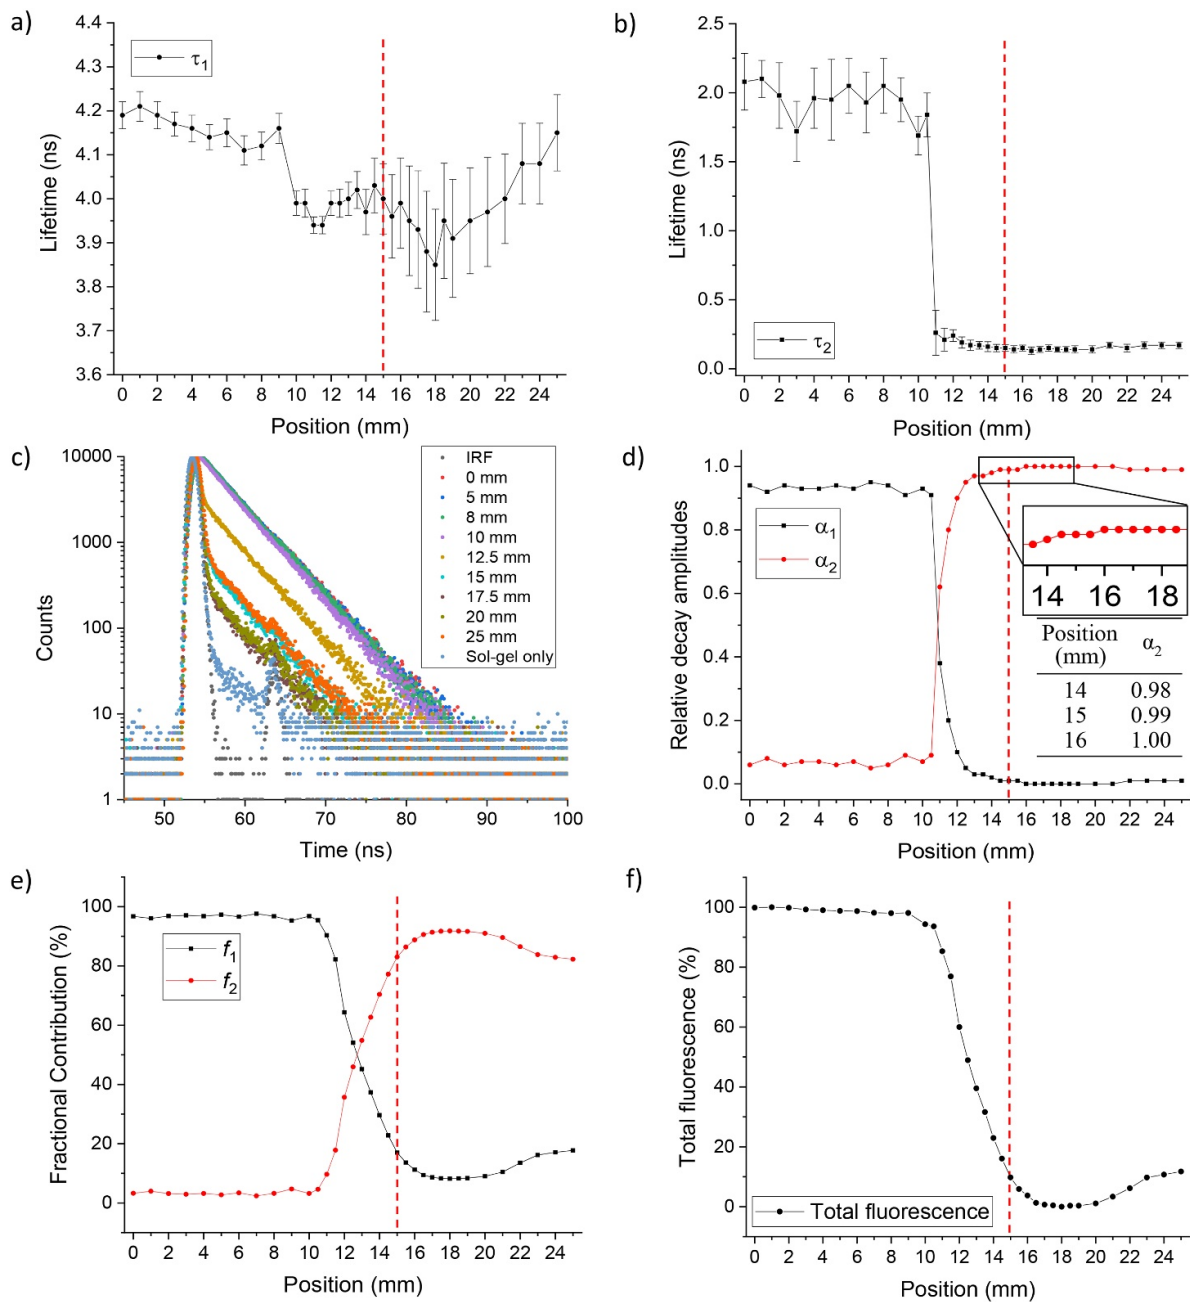 a)
4.4
4.3
4.2
4.1
4.0
3.9
3.8
3.7
3.6
Lifetime (ns)
τ1
0 2 4 6 8 10 12 14 16 18 20 22 24
Position (mm)
b)
2.5
2.0
1.5
1.0
0.5
0.0
Lifetime (ns)
τ2
0 2 4 6 8 10 12 14 16 18 20 22 24
Position (mm)
c)
10000
1000
100
10
1
Counts
IRF
0 mm
5 mm
8 mm
10 mm
12.5 mm
15 mm
17.5 mm
20 mm
25 mm
Sol-gel only
50 60 70 80 90 100
Time (ns)
d)
1.0
0.8
0.6
0.4
0.2
0.0
Relative decay amplitudes
α1
α2
14 16 18
Position (mm) α2
14 0.98
15 0.99
16 1.00
0 2 4 6 8 10 12 14 16 18 20 22 24
Position (mm)
e)
100
80
60
40
20
0
Fractional Contribution (%)
f1
f2
0 2 4 6 8 10 12 14 16 18 20 22 24
Position (mm)
f)
100
80
60
40
20
0
Total fluorescence (%)
Total fluorescence
0 2 4 6 8 10 12 14 16 18 20 22 24
Position (mm)